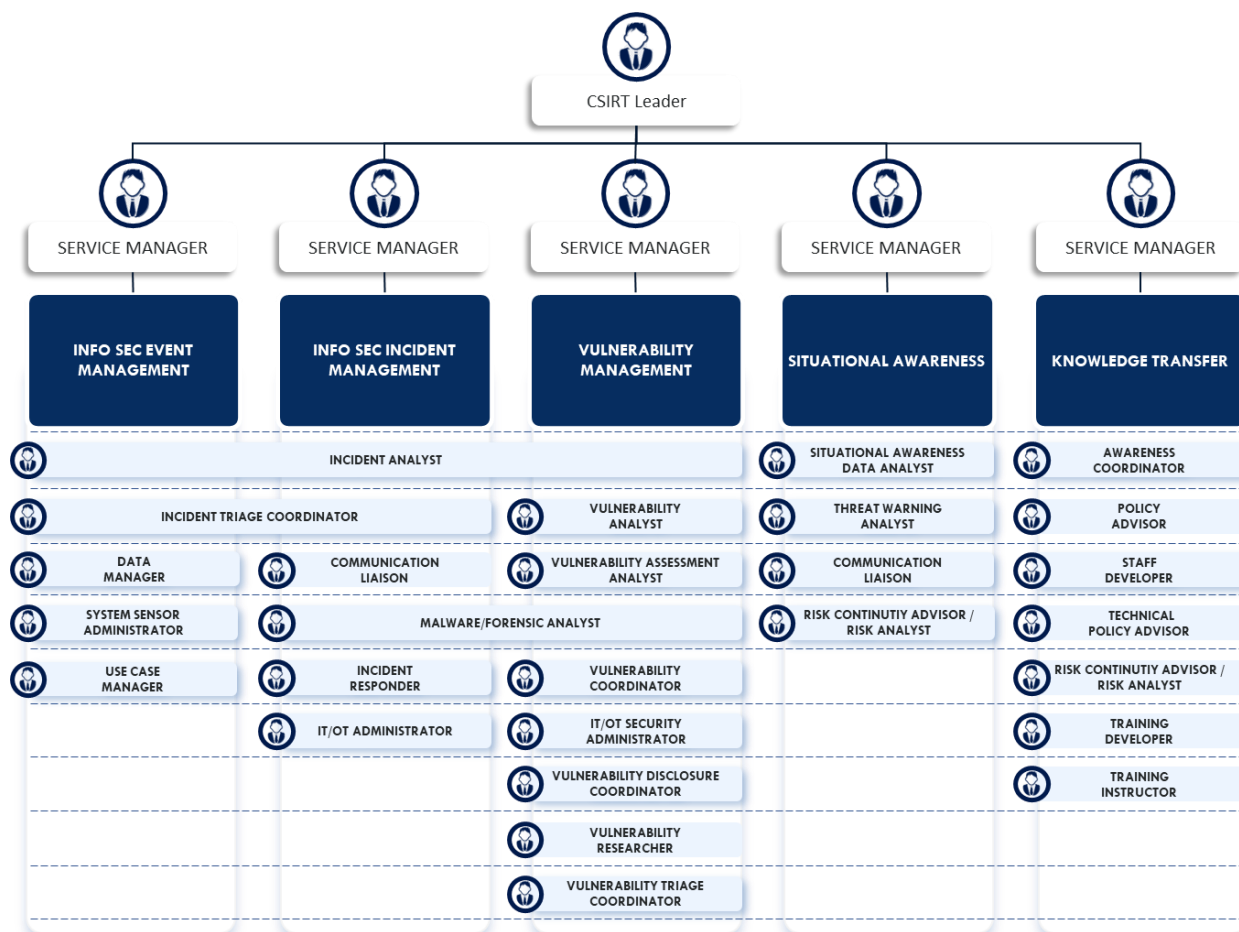 CSIRT Leader
SERVICE MANAGER
SERVICE MANAGER
SERVICE MANAGER
SERVICE MANAGER
SERVICE MANAGER
INFO SEC EVENT
MANAGEMENT
INFO SEC INCIDENT
MANAGEMENT
VULNERABILITY
MANAGEMENT
SITUATIONAL AWARENESS
KNOWLEDGE TRANSFER
INCIDENT ANALYST
SITUATIONAL AWARENESS
DATA ANALYST
AWARENESS
COORDINATOR
INCIDENT TRIAGE COORDINATOR
VULNERABILITY
ANALYST
THREAT WARNING
ANALYST
POLICY
ADVISOR
DATA
MANAGER
COMMUNICATION
LIAISON
VULNERABILITY ASSESSMENT
ANALYST
COMMUNICATION
LIAISON
STAFF
DEVELOPER
SYSTEM SENSOR
ADMINISTRATOR
MALWARE/FORENSIC ANALYST
RISK CONTINUTIY ADVISOR /
RISK ANALYST
TECHNICAL
POLICY ADVISOR
USE CASE
MANAGER
INCIDENT
RESPONDER
VULNERABILITY
COORDINATOR
RISK CONTINUTIY ADVISOR /
RISK ANALYST
IT/OT ADMINISTRATOR
IT/OT SECURITY
ADMINISTRATOR
TRAINING
DEVELOPER
VULNERABILITY DISCLOSURE
COORDINATOR
TRAINING
INSTRUCTOR
VULNERABILITY
RESEARCHER
VULNERABILITY TRIAGE
COORDINATOR